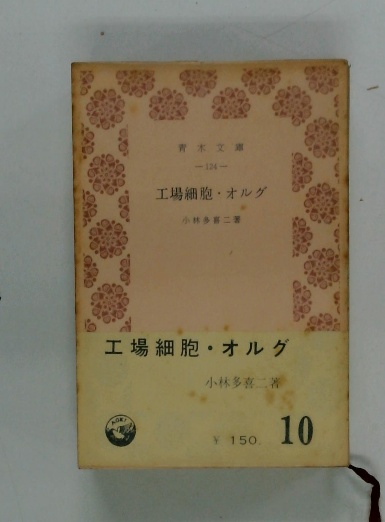 青木文庫
—124—
工場細胞・オルグ
小林多喜二著
工場細胞・オルグ
小林多喜二著
AOKI
¥ 150.
10